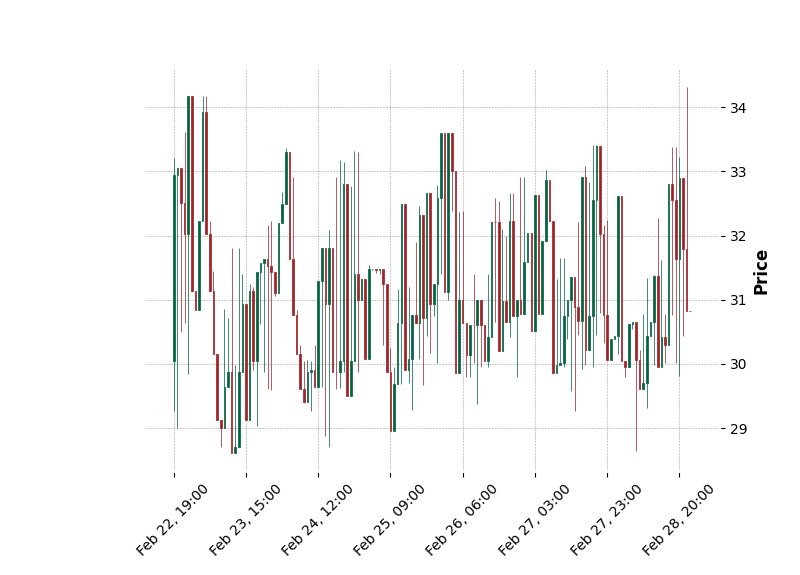 34
33
32
31
30
29
Price
Feb 22, 19:00
Feb 23, 15:00
Feb 24, 12:00
Feb 25, 09:00
Feb 26, 06:00
Feb 27, 03:00
Feb 27, 23:00
Feb 28, 20:00